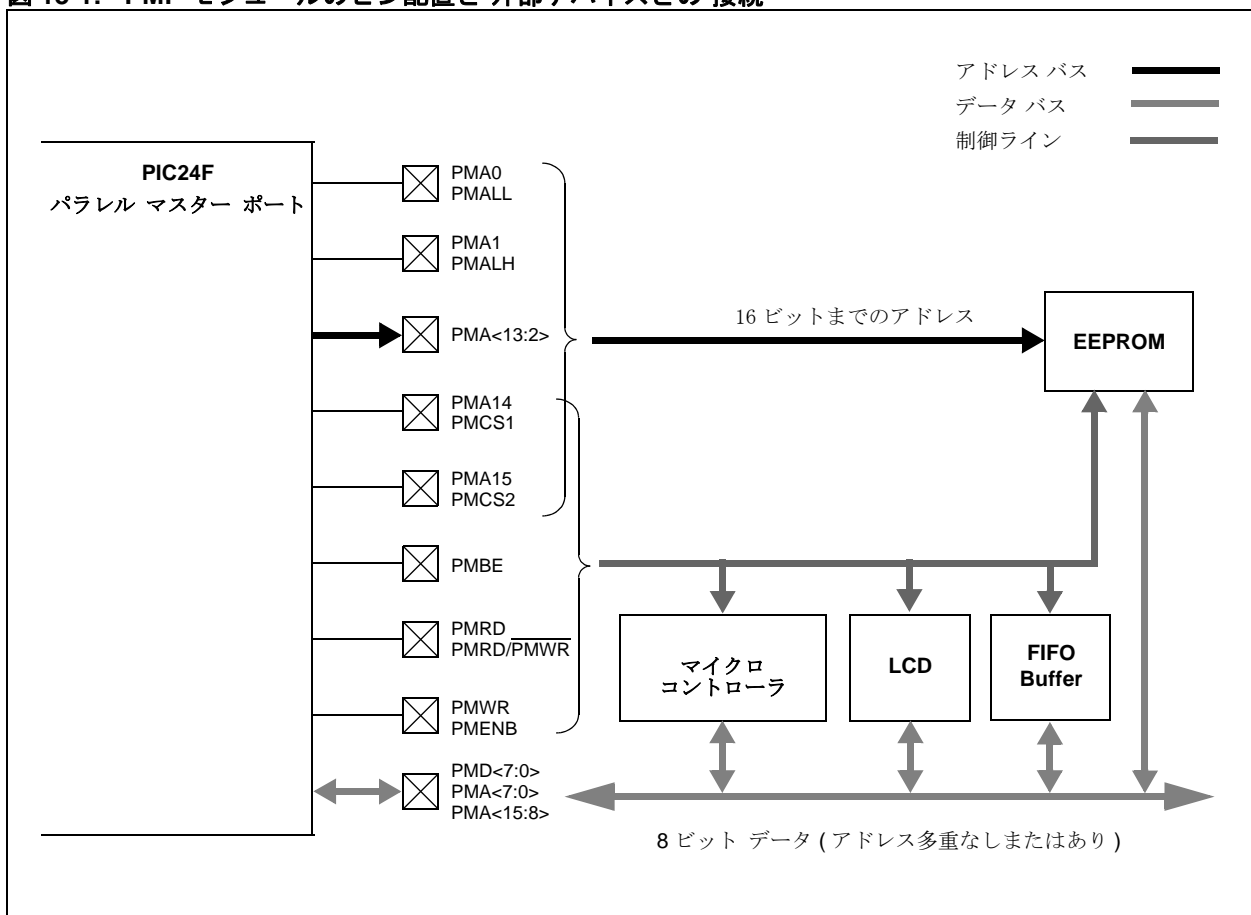 アドレス バス
データ バス
制御ライン
PIC24F
パラレル マスター ポート
PMA0
PMALL
PMA1
PMALH
PMA<13:2>
16 ビットまでのアドレス
EEPROM
PMA14
PMCS1
PMA15
PMCS2
PMBE
PMRD
PMRD/PMWR
マイクロ
コントローラ
LCD
FIFO
Buffer
PMWR
PMENB
PMD<7:0>
PMA<7:0>
PMA<15:8>
8 ビット データ ( アドレス多重なしまたはあり )